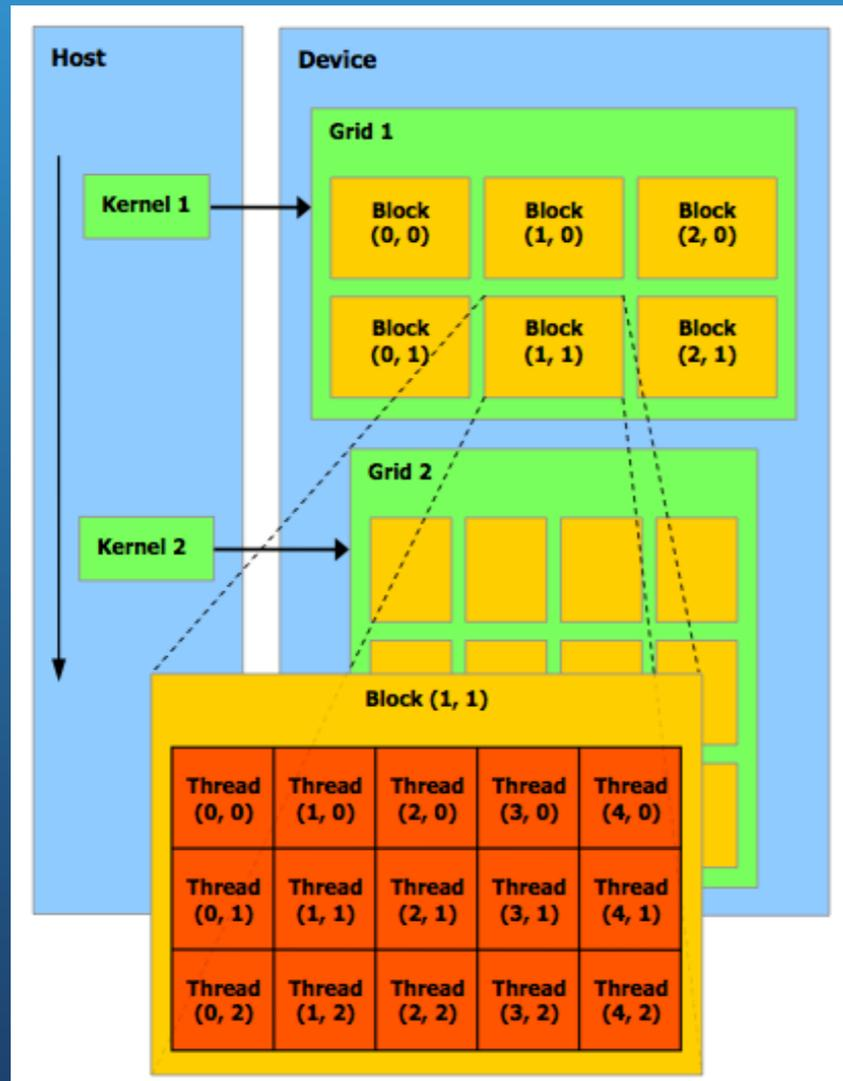 Host
Device
Grid 1
Kernel 1
Block
(0, 0)
Block
(1, 0)
Block
(2, 0)
Block
(0, 1)
Block
(1, 1)
Block
(2, 1)
Grid 2
Kernel 2
Block (1, 1)
Thread
(0, 0)
Thread
(1, 0)
Thread
(2, 0)
Thread
(3, 0)
Thread
(4, 0)
Thread
(0, 1)
Thread
(1, 1)
Thread
(2, 1)
Thread
(3, 1)
Thread
(4, 1)
Thread
(0, 2)
Thread
(1, 2)
Thread
(2, 2)
Thread
(3, 2)
Thread
(4, 2)